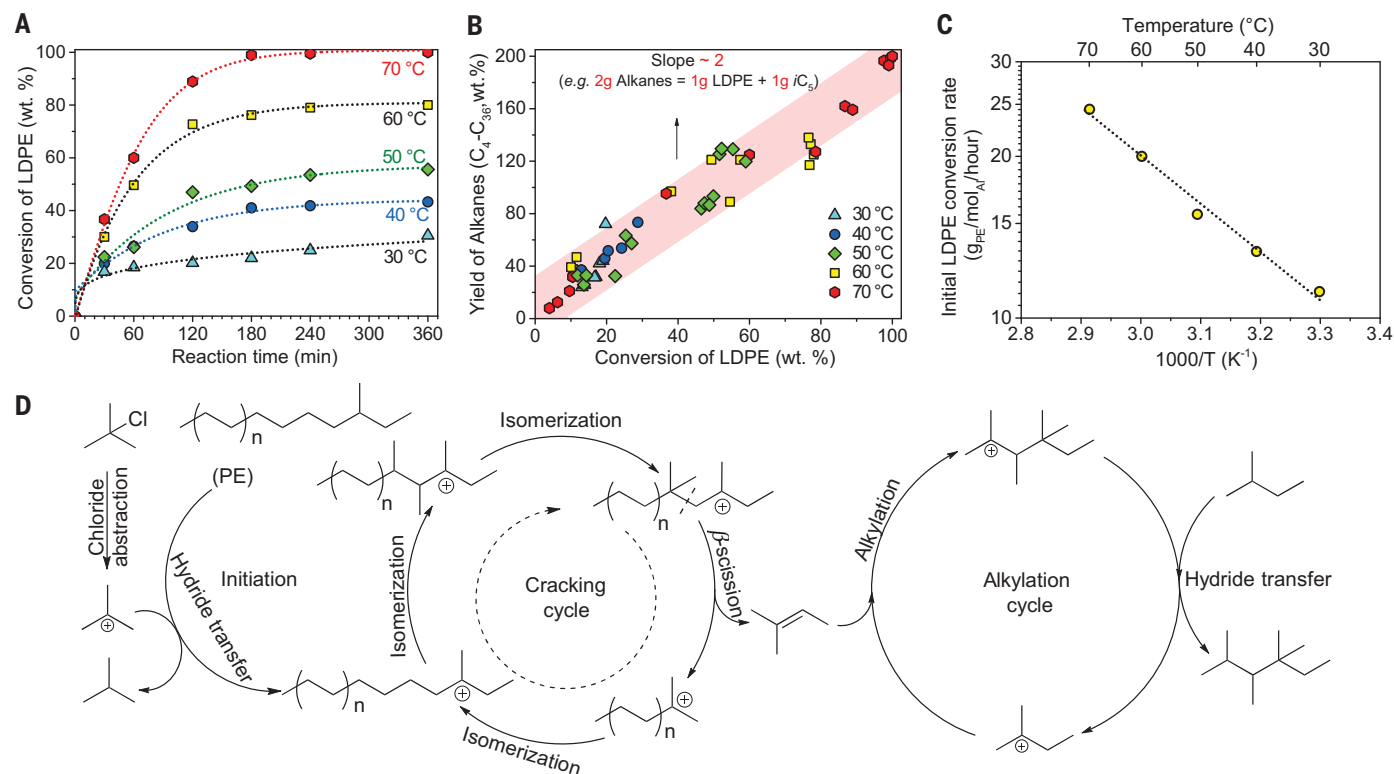 A
Conversion of LDPE (wt. %)
100
80
60
40
20
0
70 °C
60 °C
50 °C
40 °C
30 °C
0 60 120 180 240 300 360
Reaction time (min)
B
Yield of Alkanes (C4-C36, wt.%)
200
160
120
80
40
0
Slope ~ 2
(e.g. 2g Alkanes = 1g LDPE + 1g iC5)
30 °C
40 °C
50 °C
60 °C
70 °C
0 20 40 60 80 100
Conversion of LDPE (wt. %)
C
Temperature (°C)
70 60 50 40 30
Initial LDPE conversion rate
(gPE/molAl/hour)
30
25
20
15
10
2.8 2.9 3.0 3.1 3.2 3.3 3.4
1000/T (K-1)
D
Cl
n
(PE)
Chloride
abstraction
Hydride transfer
Initiation
n
⊕
⊕
n
⊕
Isomerization
Isomerization
n
⊕
Cracking
cycle
β-scission
n
⊕
Isomerization
Alkylation
⊕
Alkylation
cycle
Hydride transfer
⊕